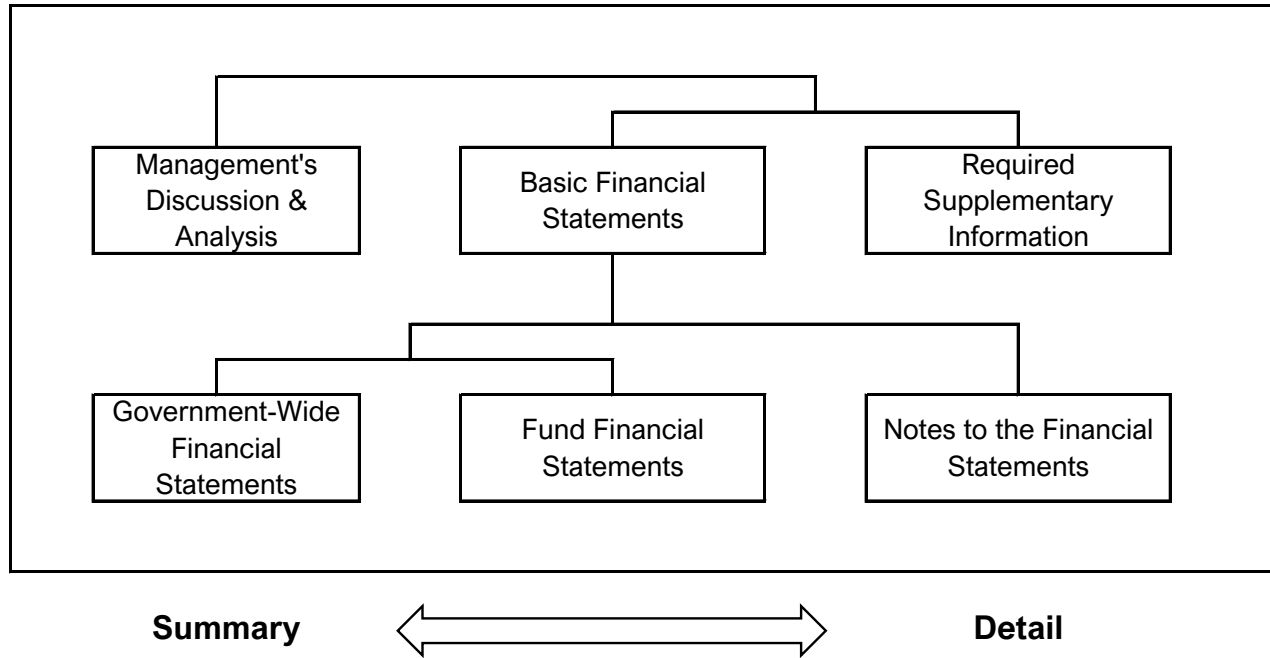 Management's
Discussion &
Analysis
Basic Financial
Statements
Required
Supplementary
Information
Government-Wide
Financial
Statements
Fund Financial
Statements
Notes to the Financial
Statements
Summary
Detail